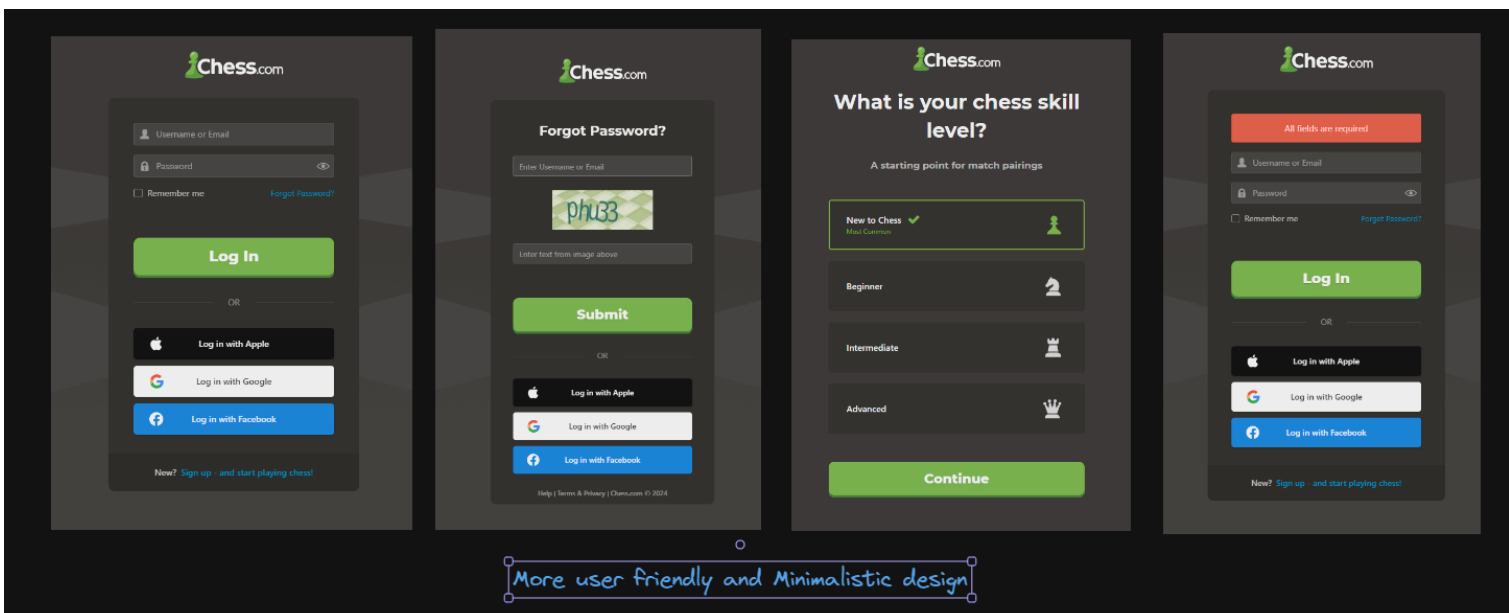 Chess.com
Username or Email
Password
Remember me
Forgot Password?
Log In
OR
Log in with Apple
Log in with Google
Log in with Facebook
New? Sign up - and start playing chess!
Chess.com
Forgot Password?
Enter Username or Email
phu33
Enter text from image above
Submit
OR
Log in with Apple
Log in with Google
Log in with Facebook
Help | Terms & Privacy | Chess.com © 2024
Chess.com
What is your chess skill
level?
A starting point for match pairings
New to Chess
Most Common
Beginner
Intermediate
Advanced
Continue
Chess.com
All fields are required
Username or Email
Password
Remember me
Forgot Password?
Log In
OR
Log in with Apple
Log in with Google
Log in with Facebook
New? Sign up - and start playing chess!
More user friendly and Minimalistic design